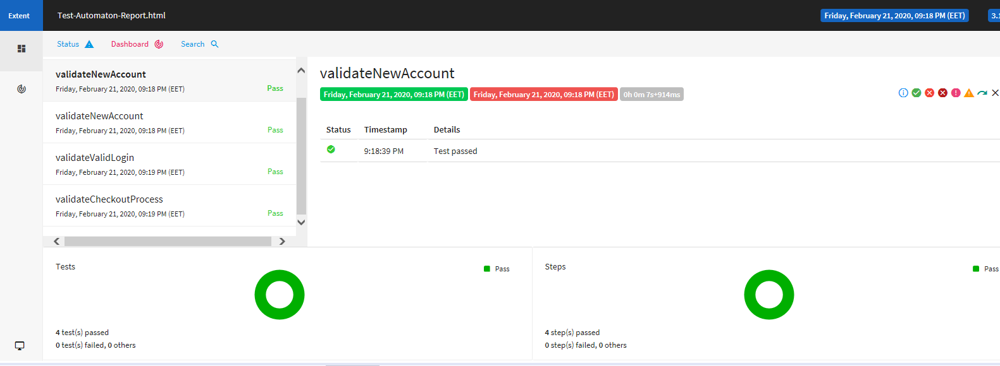 Extent Test-Automaton-Report.html Friday, February 21, 2020, 09:18 PM (EET)
Status Dashboard Search
validateNewAccount
Friday, February 21, 2020, 09:18 PM (EET) Pass
validateNewAccount
Friday, February 21, 2020, 09:18 PM (EET) Pass
validateValidLogin
Friday, February 21, 2020, 09:19 PM (EET) Pass
validateCheckoutProcess
Friday, February 21, 2020, 09:19 PM (EET) Pass
validateNewAccount
Friday, February 21, 2020, 09:18 PM (EET) Friday, February 21, 2020, 09:18 PM (EET) 0h 0m 7s+914ms
Status Timestamp Details
9:18:39 PM Test passed
Tests
Pass
4 test(s) passed
0 test(s) failed, 0 others
Steps
Pass
4 step(s) passed
0 step(s) failed, 0 others